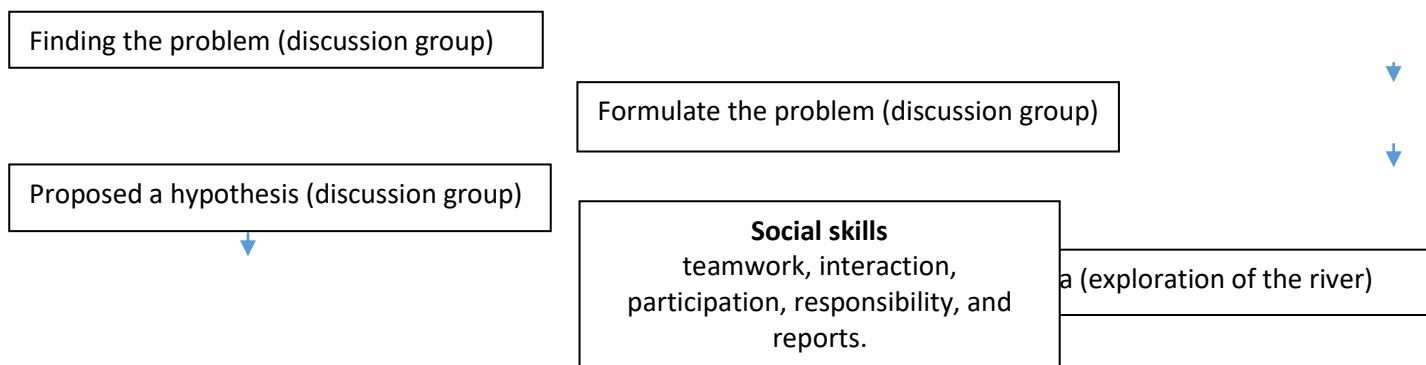 Finding the problem (discussion group)
Formulate the problem (discussion group)
Proposed a hypothesis (discussion group)
Social skills
teamwork, interaction,
participation, responsibility, and
reports.
(exploration of the river)